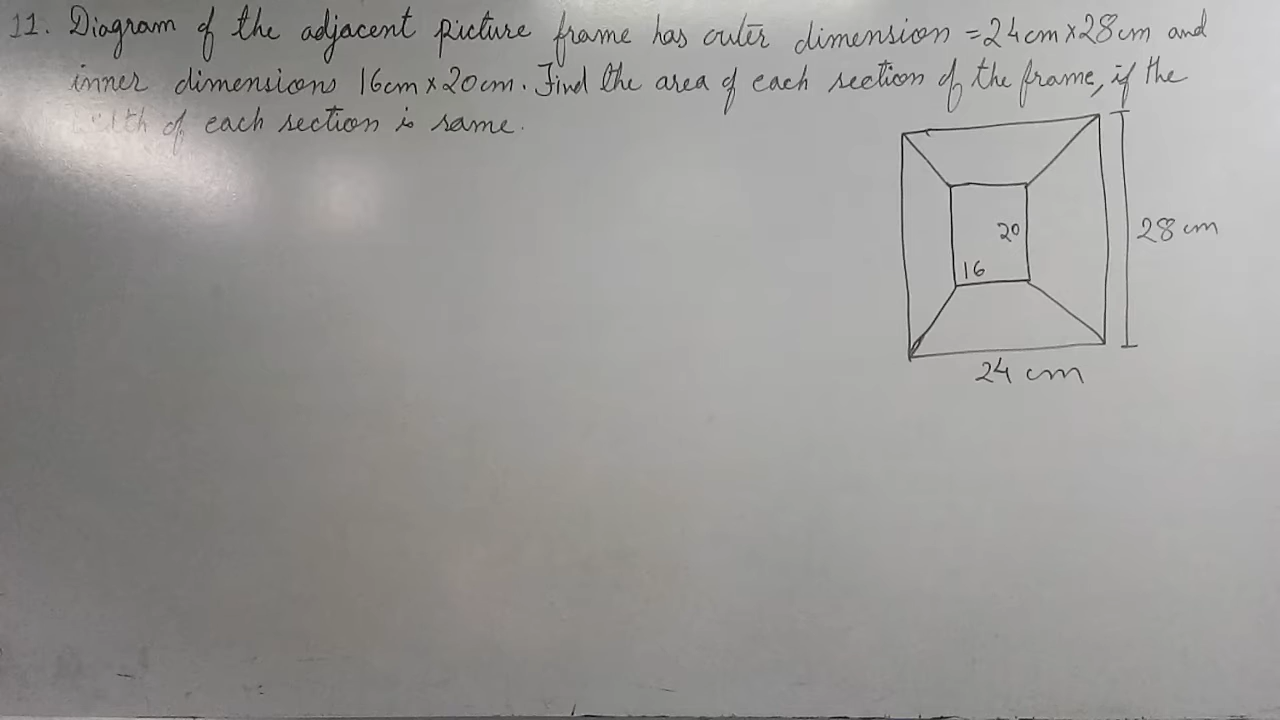 11. Diagram of the adjacent picture frame has outer dimension = 24cm×28cm and
inner dimensions 16cm×20cm. Find the area of each section of the frame, if the
width of each section is same.
28 cm
20
16
24 cm